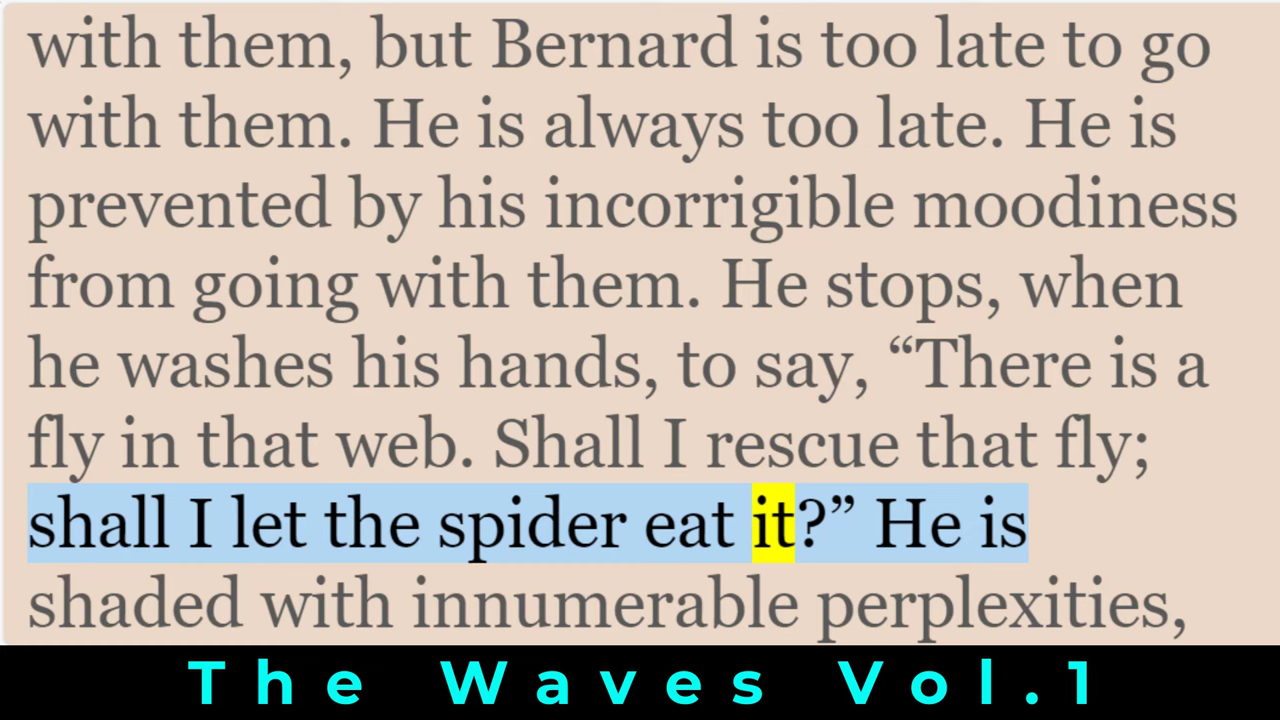 with them, but Bernard is too late to go
with them. He is always too late. He is
prevented by his incorrigible moodiness
from going with them. He stops, when
he washes his hands, to say, “There is a
fly in that web. Shall I rescue that fly;
shall I let the spider eat it?” He is
shaded with innumerable perplexities,
The Waves Vol.1